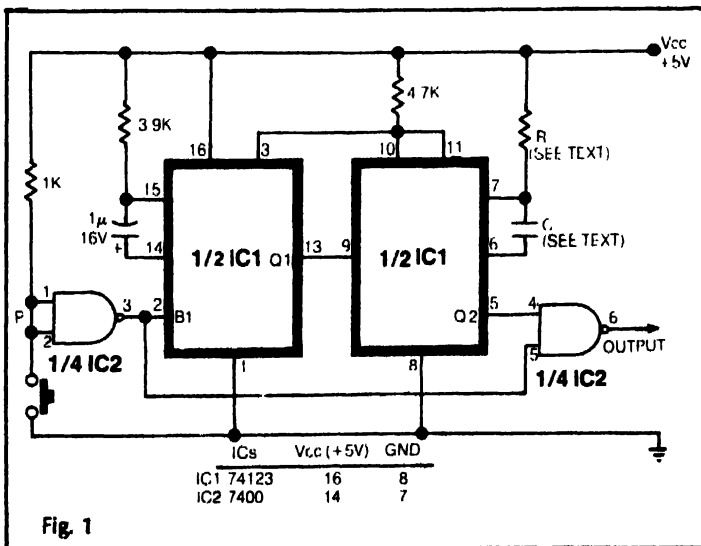 Vcc
+5V
4.7K
3.9K
R
(SEE TEXT)
16
3
10
11
1K
15
7
1µ
16V
+
C
(SEE TEXT)
14
6
1/2 IC1
Q1
13
9
1/2 IC1
P
1
2
3
2
B1
5
Q2
4
5
6
OUTPUT
1/4 IC2
1
8
1/4 IC2
ICs Vcc (+5V) GND
IC1 74123 16 8
IC2 7400 14 7
Fig. 1